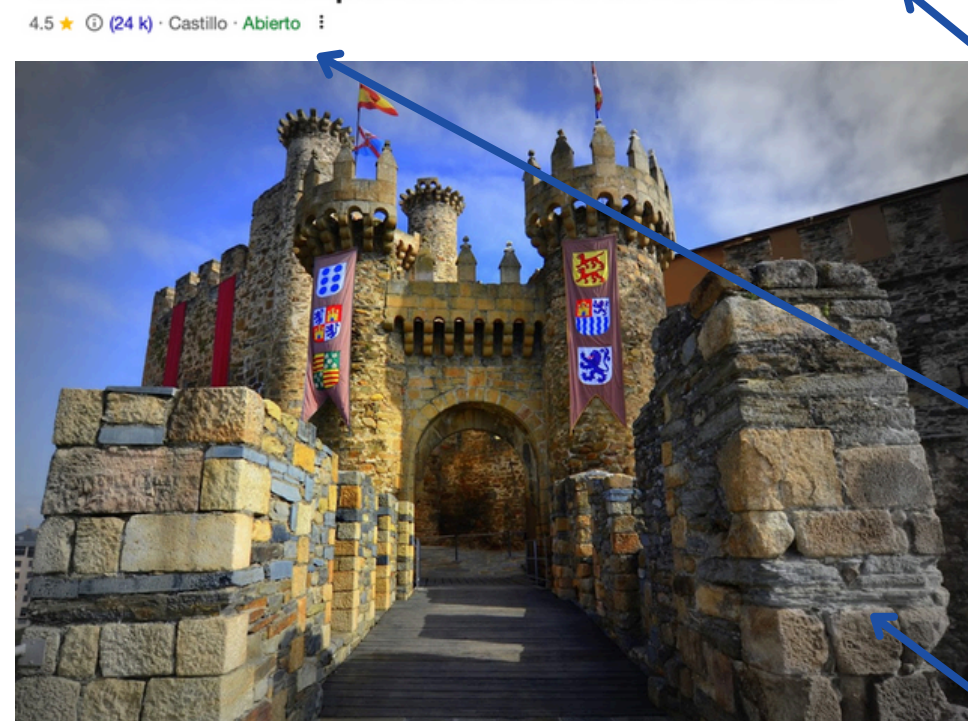 4.5 ★ ⓘ (24 k) · Castillo · Abierto ⋮